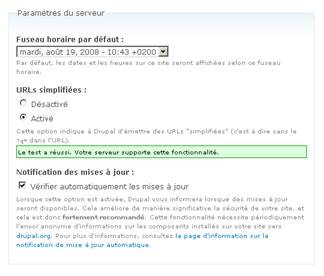 Paramètres du serveur
Fuseau horaire par défaut :
mardi, août 19, 2008 - 10:43 +0200
Par défaut, les dates et les heures sur ce site seront affichées selon ce fuseau
horaire.
URLs simplifiées :
Désactivé
Activé
Cette option indique à Drupal d'émettre des URLs "simplifiées" (c'est à dire sans le
?q= dans l'URL).
Le test a réussi. Votre serveur supporte cette fonctionnalité.
Notification des mises à jour :
Vérifier automatiquement les mises à jour
Lorsque cette option est activée, Drupal vous informera lorsque des mises à jour
seront disponibles. Cela améliore de manière significative la sécurité de votre site, et
cela est donc fortement recommandé. Cette fonctionnalité nécessite périodiquement
l'envoi anonyme d'informations sur les composants installés sur votre site vers
drupal.org. Pour plus d'informations, consultez la page d'information sur la
notification de mise à jour automatique.